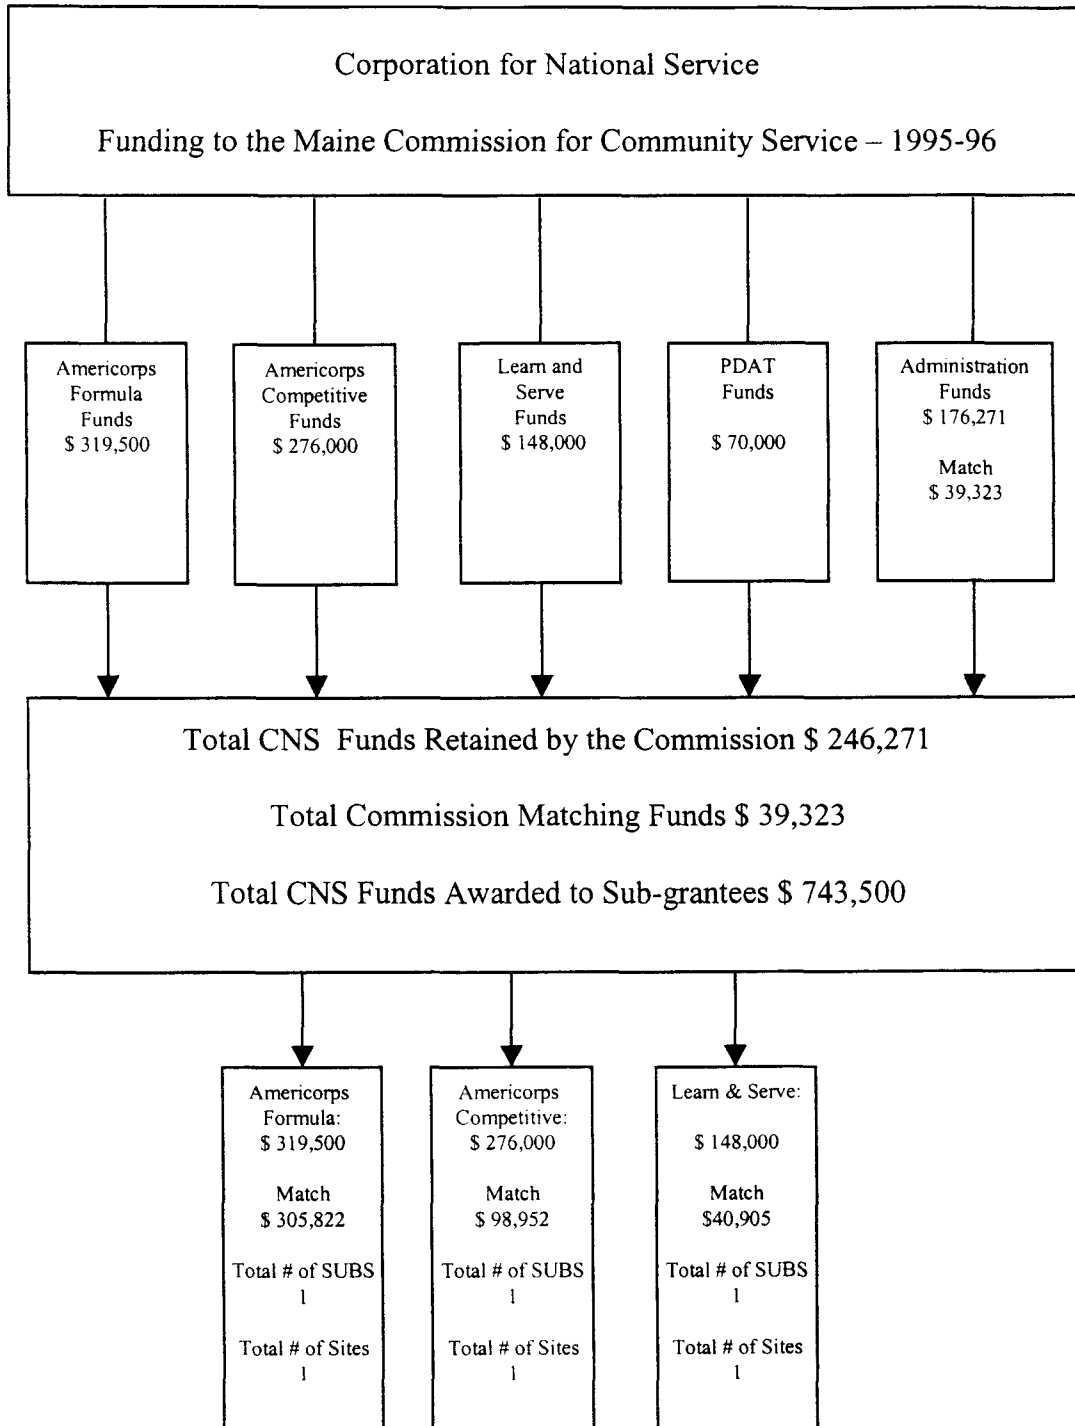 Corporation for National Service
Funding to the Maine Commission for Community Service – 1995-96
Americorps
Formula
Funds
$ 319,500
Americorps
Competitive
Funds
$ 276,000
Learn and
Serve
Funds
$ 148,000
PDAT
Funds
$ 70,000
Administration
Funds
$ 176,271
Match
$ 39,323
Total CNS Funds Retained by the Commission $ 246,271
Total Commission Matching Funds $ 39,323
Total CNS Funds Awarded to Sub-grantees $ 743,500
Americorps
Formula:
$ 319,500
Match
$ 305,822
Total # of SUBS
1
Total # of Sites
1
Americorps
Competitive:
$ 276,000
Match
$ 98,952
Total # of SUBS
1
Total # of Sites
1
Learn & Serve:
$ 148,000
Match
$40,905
Total # of SUBS
1
Total # of Sites
1